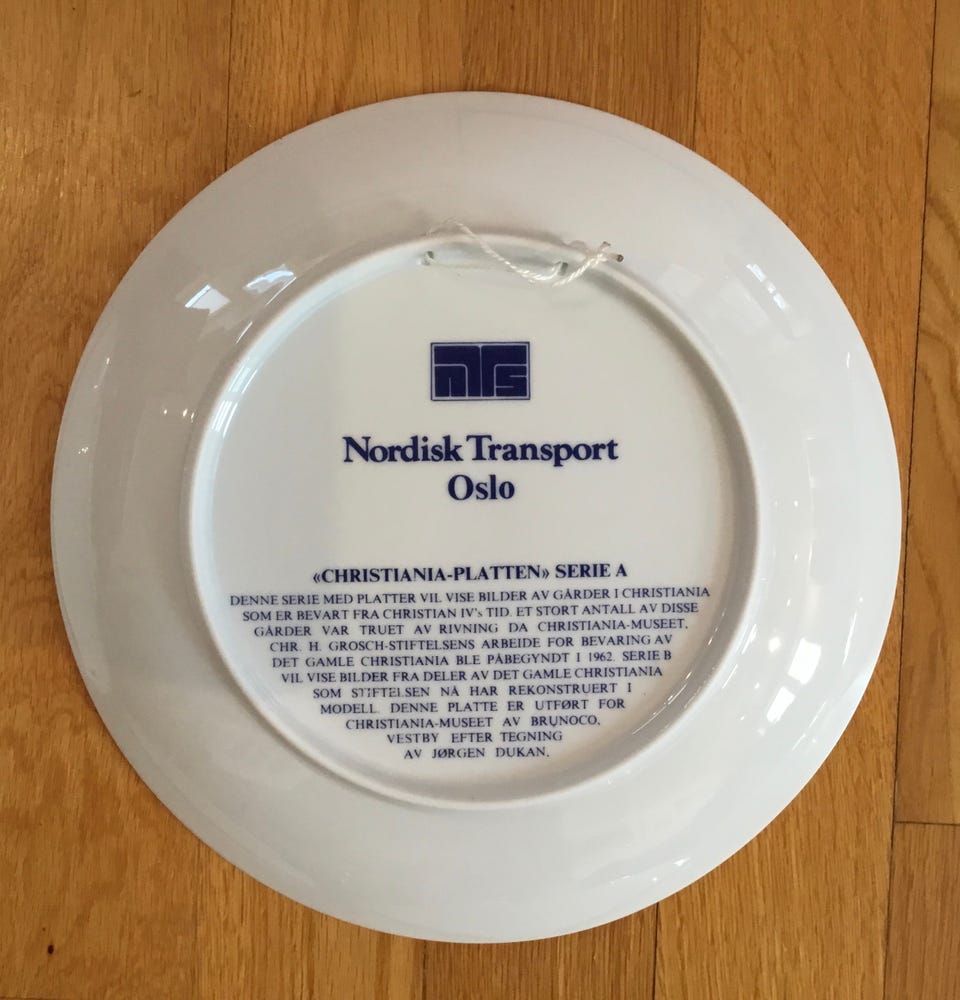 NTS
Nordisk Transport
Oslo
«CHRISTIANIA-PLATTEN» SERIE A
DENNE SERIE MED PLATTER VIL VISE BILDER AV GÅRDER I CHRISTIANIA
SOM ER BEVART FRA CHRISTIAN IV's TID. ET STORT ANTALL AV DISSE
GÅRDER VAR TRUET AV RIVNING DA CHRISTIANIA-MUSEET,
CHR. H. GROSCH-STIFTELSENS ARBEIDE FOR BEVARING AV
DET GAMLE CHRISTIANIA BLE PÅBEGYNDT I 1962. SERIE B
VIL VISE BILDER FRA DELER AV DET GAMLE CHRISTIANIA
SOM STIFTELSEN NÅ HAR REKONSTRUERT I
MODELL. DENNE PLATTE ER UTFØRT FOR
CHRISTIANIA-MUSEET AV BRUNOCO,
VESTBY EFTER TEGNING
AV JØRGEN DUKAN.